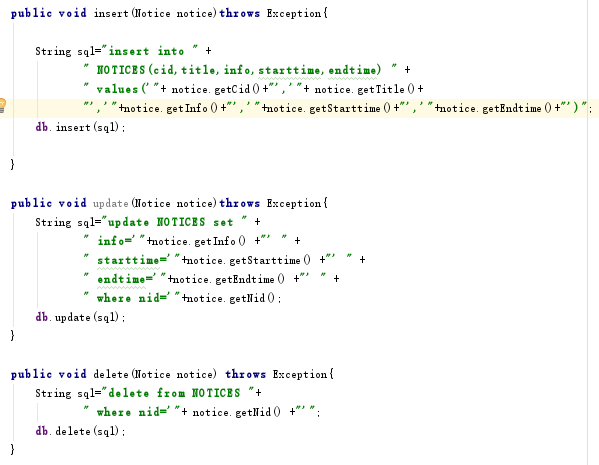 public void insert(Notice notice)throws Exception{
String sql="insert into " +
" NOTICES(cid,title,info,starttime,endtime) " +
" values('"+ notice.getCid()+"','"+ notice.getTitle()+
"','"+notice.getInfo()+"','"+notice.getStarttime()+"','"+notice.getEndtime()+"')";
db.insert(sql);
}
public void update(Notice notice)throws Exception{
String sql="update NOTICES set " +
" info='"+notice.getInfo() +"' " +
" starttime='"+notice.getStarttime() +"' " +
" endtime='"+notice.getEndtime() +"' " +
" where nid='"+notice.getNid();
db.update(sql);
}
public void delete(Notice notice) throws Exception{
String sql="delete from NOTICES "+
" where nid='"+ notice.getNid() +"'";
db.delete(sql);
}